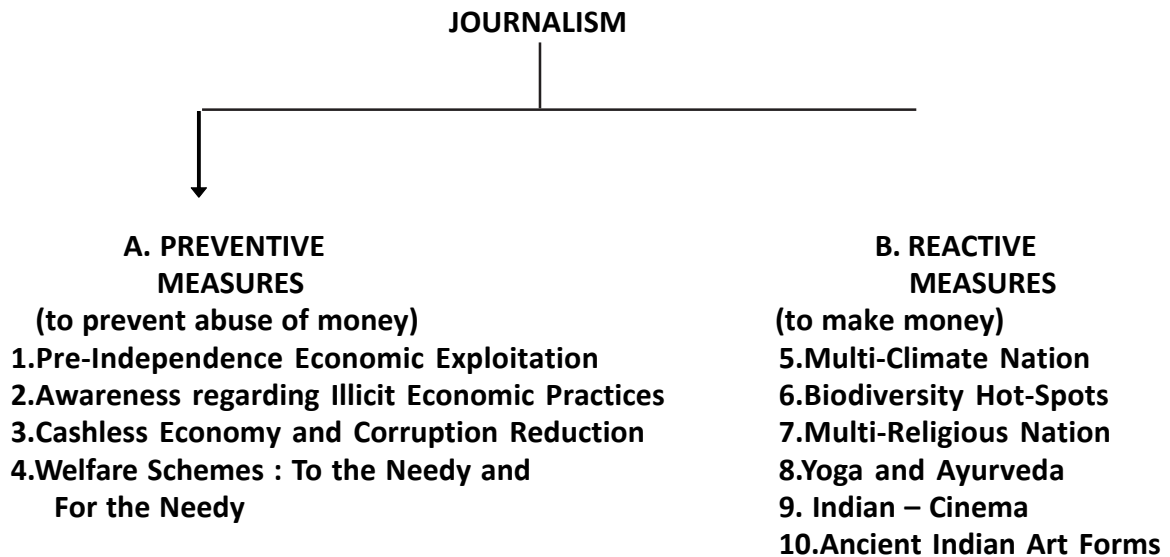 JOURNALISM
A. PREVENTIVE
MEASURES
(to prevent abuse of money)
1.Pre-Independence Economic Exploitation
2.Awareness regarding Illicit Economic Practices
3.Cashless Economy and Corruption Reduction
4.Welfare Schemes : To the Needy and
For the Needy
B. REACTIVE
MEASURES
(to make money)
5.Multi-Climate Nation
6.Biodiversity Hot-Spots
7.Multi-Religious Nation
8.Yoga and Ayurveda
9. Indian – Cinema
10.Ancient Indian Art Forms